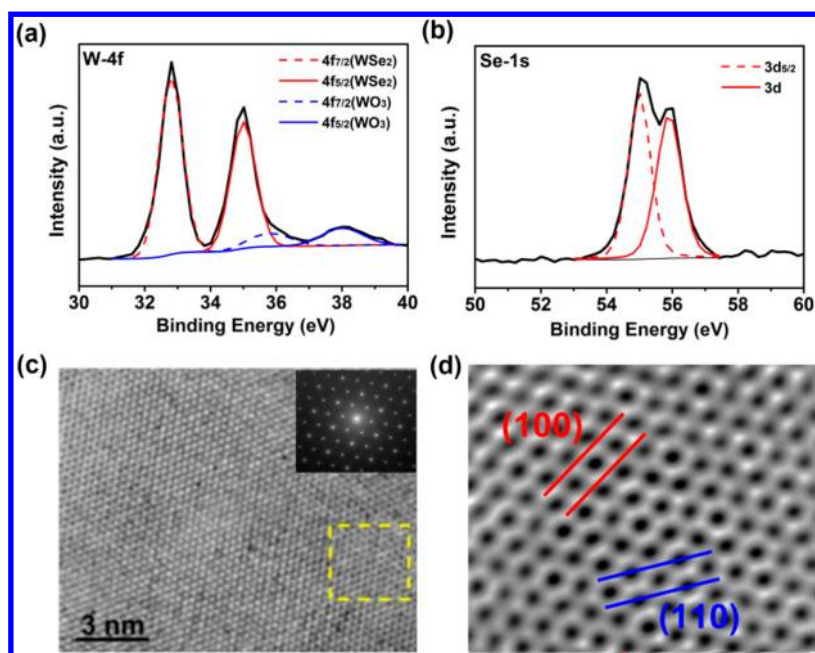 (a)
W-4f
4f7/2(WSe2)
4f5/2(WSe2)
4f7/2(WO3)
4f5/2(WO3)
Intensity (a.u.)
30 32 34 36 38 40
Binding Energy (eV)
(b)
Se-1s
3d5/2
3d
Intensity (a.u.)
50 52 54 56 58 60
Binding Energy (eV)
(c)
3 nm
(d)
(100)
(110)